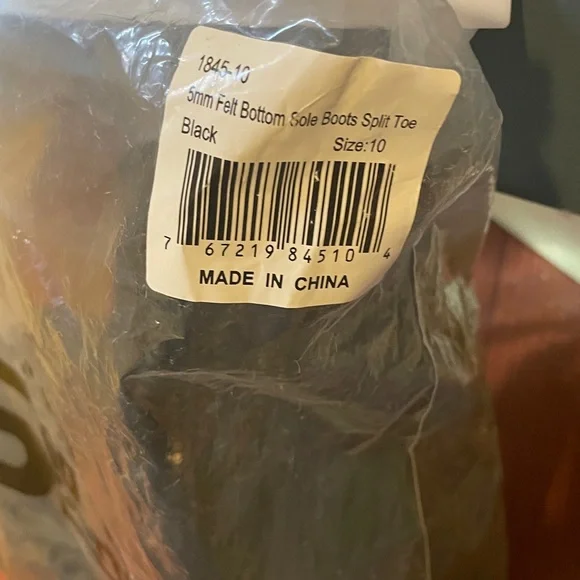 1845-10
5mm Felt Bottom Sole Boots Split Toe
Black Size:10
7 67219 84510 4
MADE IN CHINA